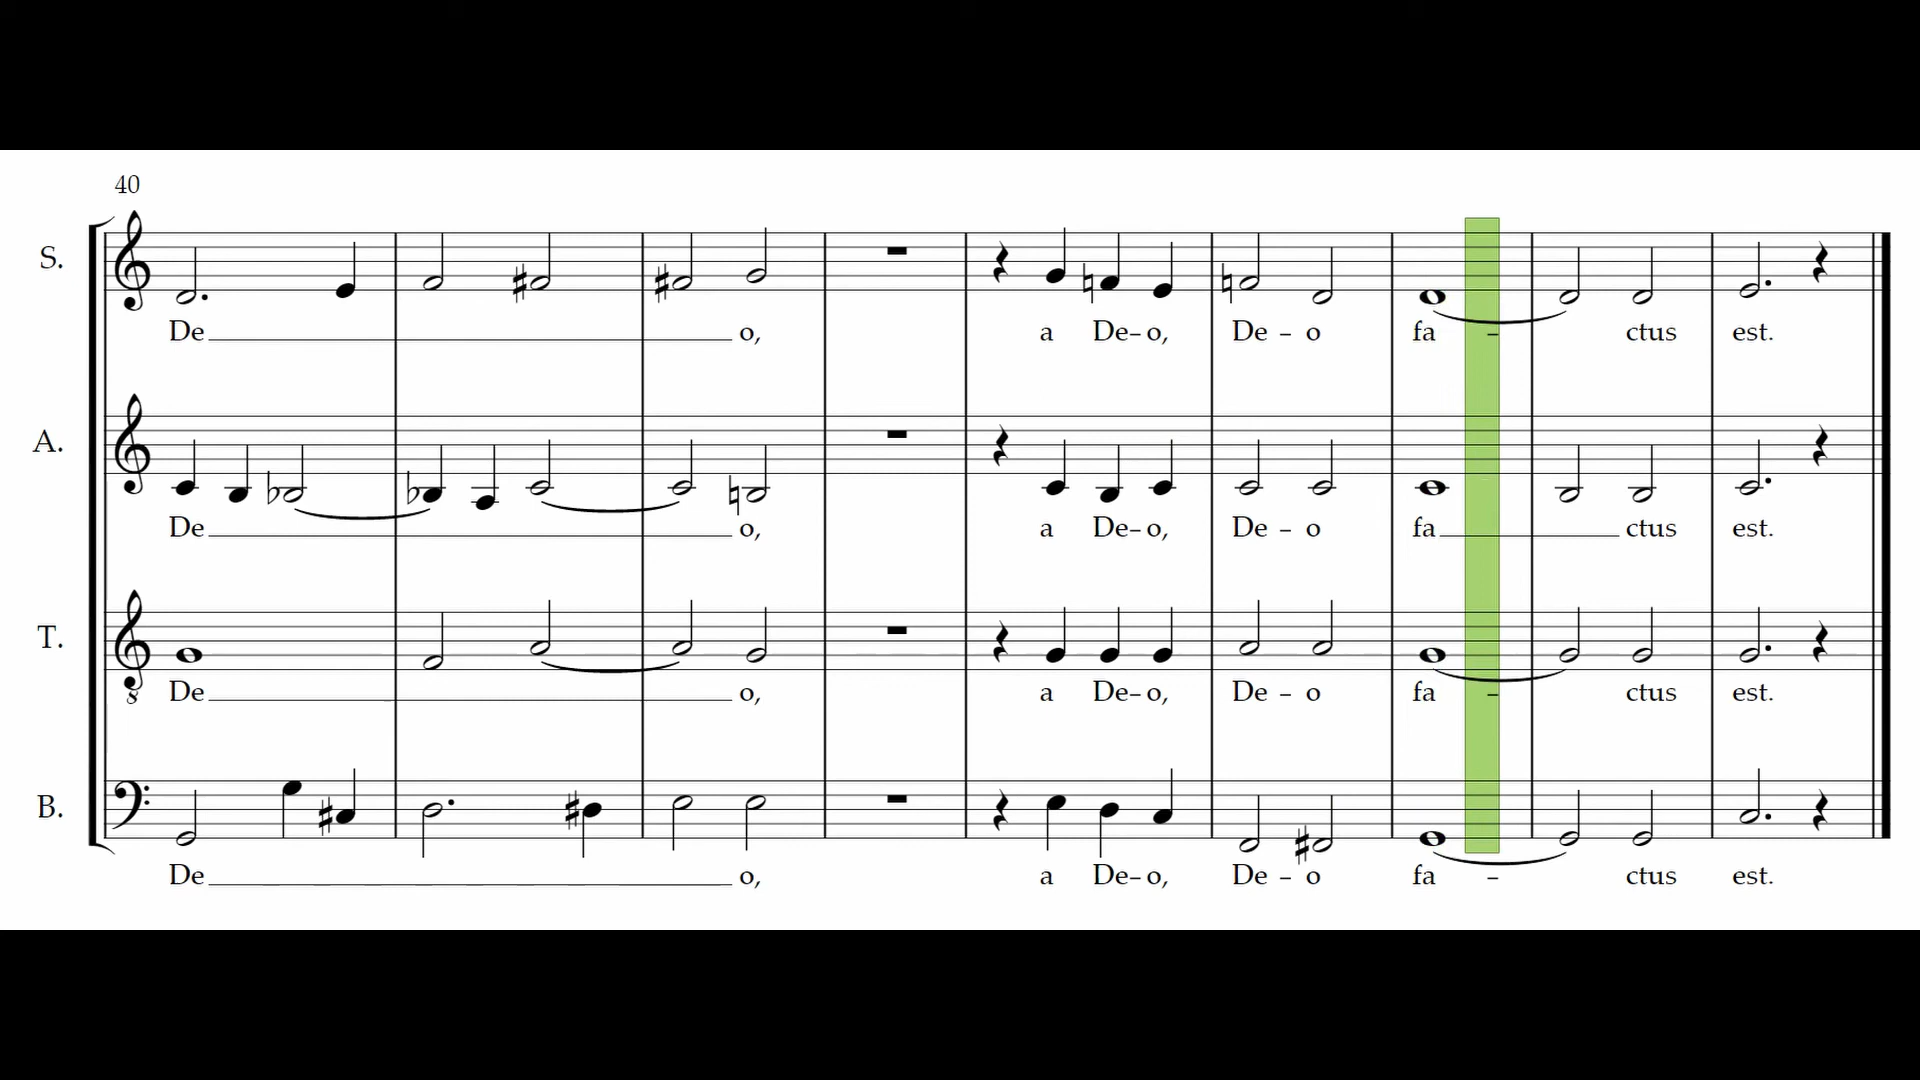 40
S.
De o, a De–o, De – o fa – ctus est.
A.
De o, a De–o, De – o fa ctus est.
T.
8
De o, a De–o, De – o fa – ctus est.
B.
De o, a De–o, De – o fa – ctus est.